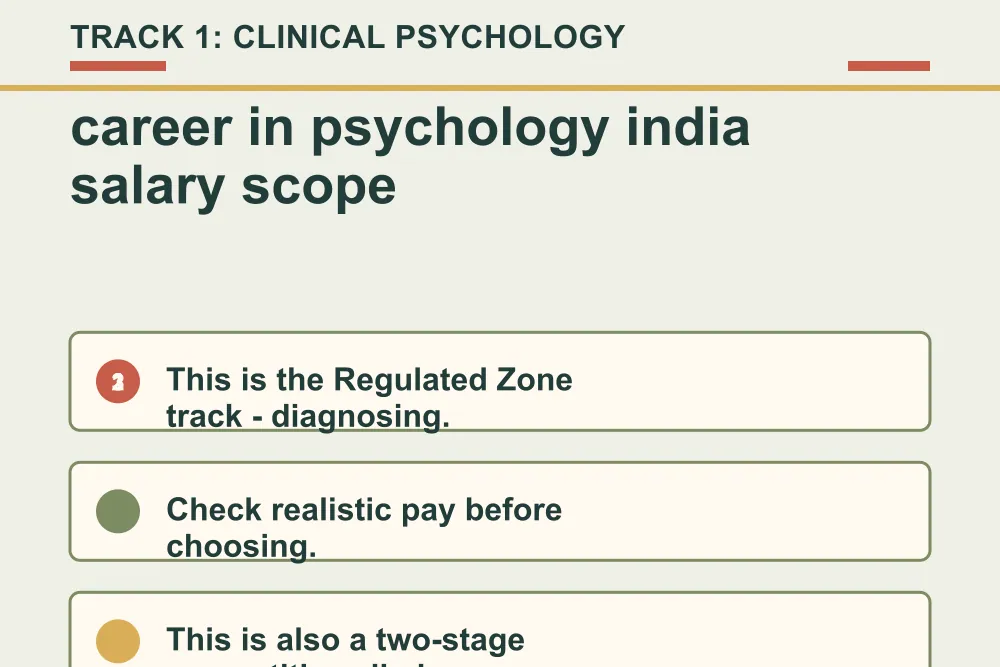 TRACK 1: CLINICAL PSYCHOLOGY
career in psychology india
salary scope
This is the Regulated Zone
track - diagnosing.
Check realistic pay before
choosing.
This is also a two-stage